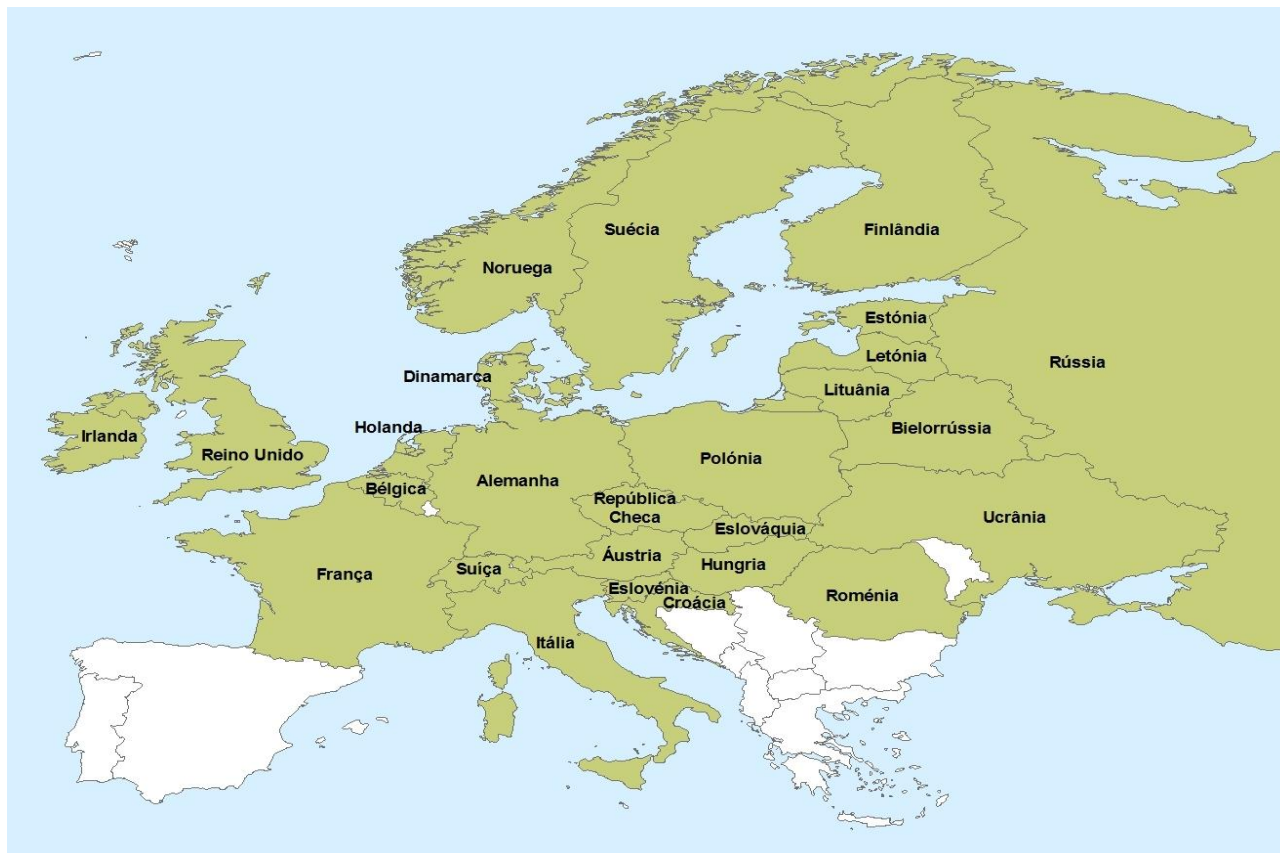 Suécia
Finlândia
Noruega
Estónia
Letónia
Rússia
Dinamarca
Lituânia
Holanda
Bielorrússia
Irlanda
Reino Unido
Polónia
Alemanha
Bélgica
República
Checa
Ucrânia
Eslováquia
Áustria
Hungria
Suíça
França
Eslovénia
Roménia
Croácia
Itália